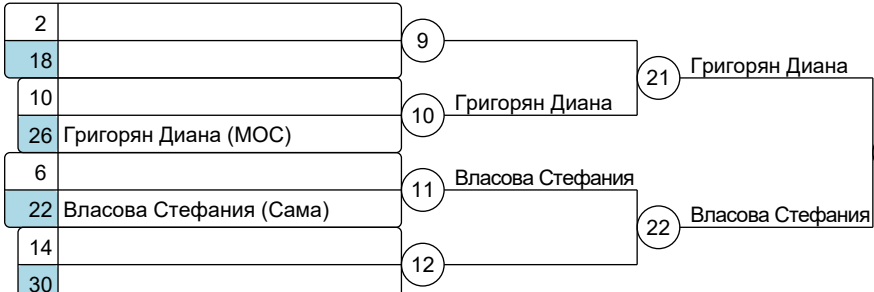 2
9
18
21 Григорян Диана
10
10 Григорян Диана
26 Григорян Диана (МОС)
6
11 Власова Стефания
22 Власова Стефания (Сама)
22 Власова Стефания
14
12
30